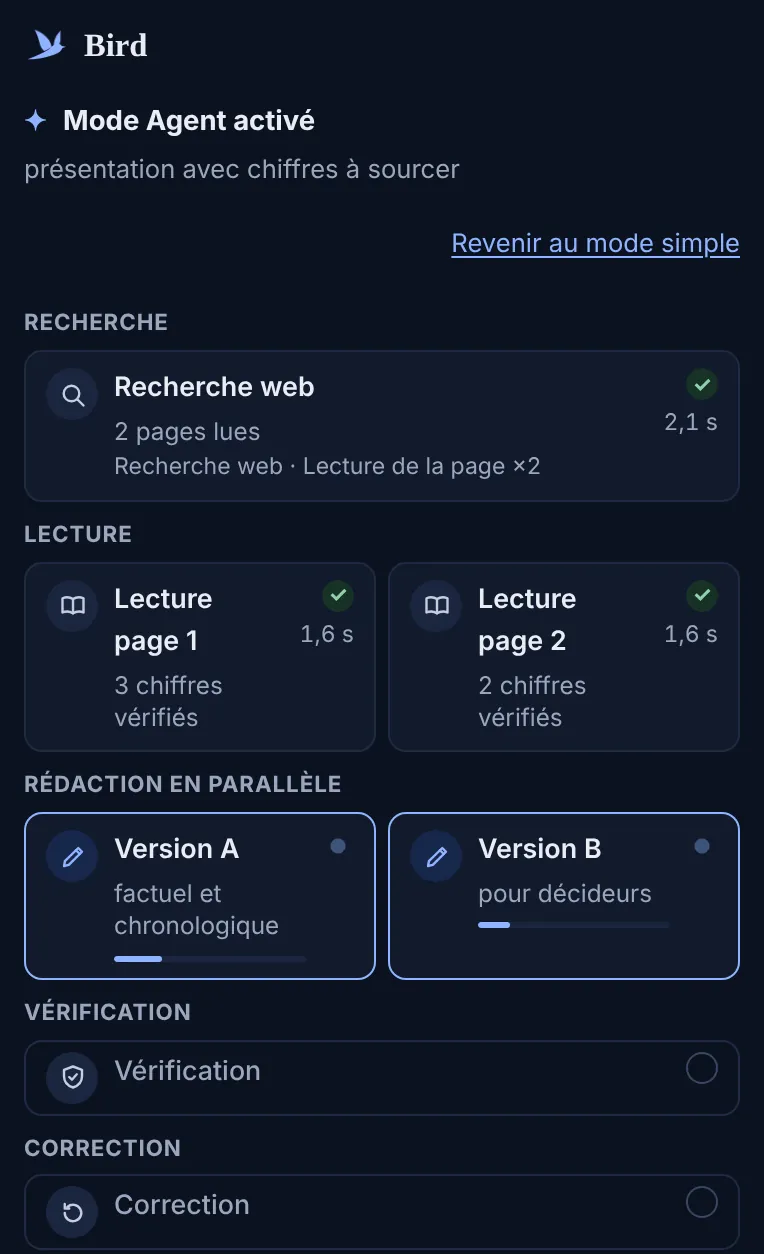 Bird
Mode Agent activé
présentation avec chiffres à sourcer
Revenir au mode simple
RECHERCHE
Recherche web
2,1 s
2 pages lues
Recherche web · Lecture de la page ×2
LECTURE
Lecture
page 1
1,6 s
3 chiffres
vérifiés
Lecture
page 2
1,6 s
2 chiffres
vérifiés
RÉDACTION EN PARALLÈLE
Version A
factuel et
chronologique
Version B
pour décideurs
VÉRIFICATION
Vérification
CORRECTION
Correction